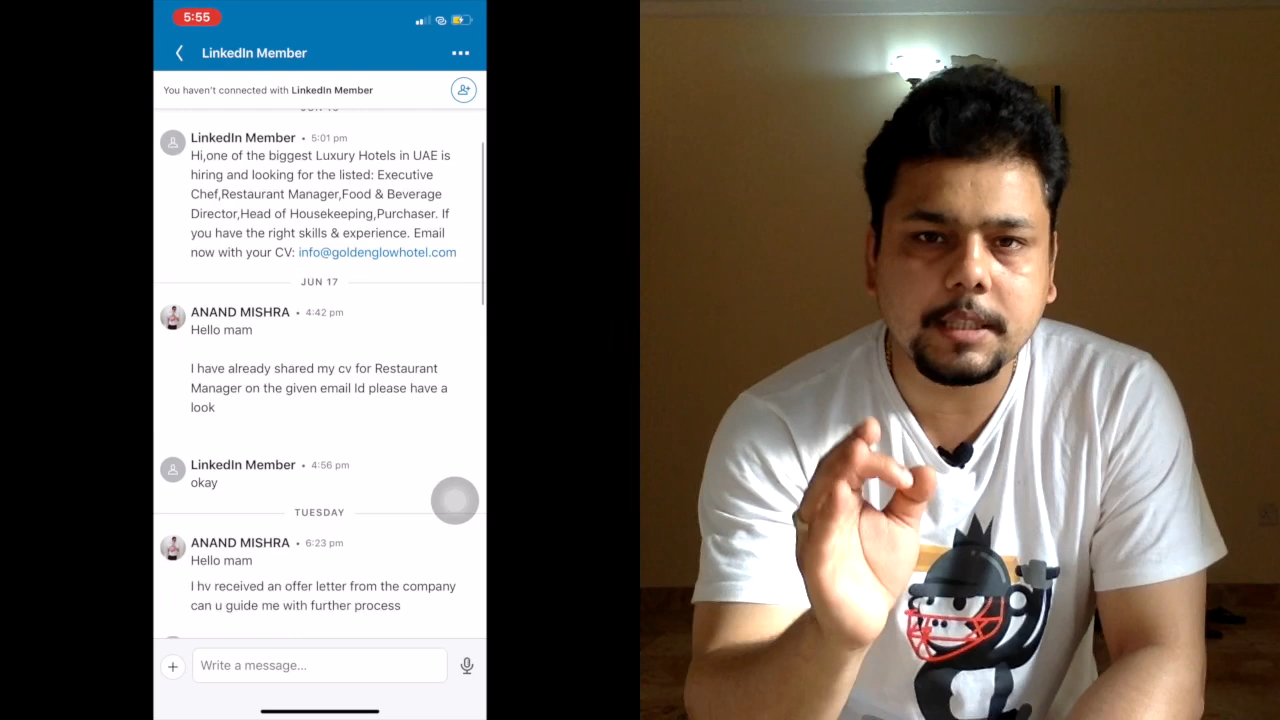 5:55
LinkedIn Member
You haven't connected with LinkedIn Member
LinkedIn Member • 5:01 pm
Hi,one of the biggest Luxury Hotels in UAE is
hiring and looking for the listed: Executive
Chef,Restaurant Manager,Food & Beverage
Director,Head of Housekeeping,Purchaser. If
you have the right skills & experience. Email
now with your CV: info@goldenglowhotel.com
JUN 17
ANAND MISHRA • 4:42 pm
Hello mam
I have already shared my cv for Restaurant
Manager on the given email Id please have a
look
LinkedIn Member • 4:56 pm
okay
TUESDAY
ANAND MISHRA • 6:23 pm
Hello mam
I hv received an offer letter from the company
can u guide me with further process
Write a message...